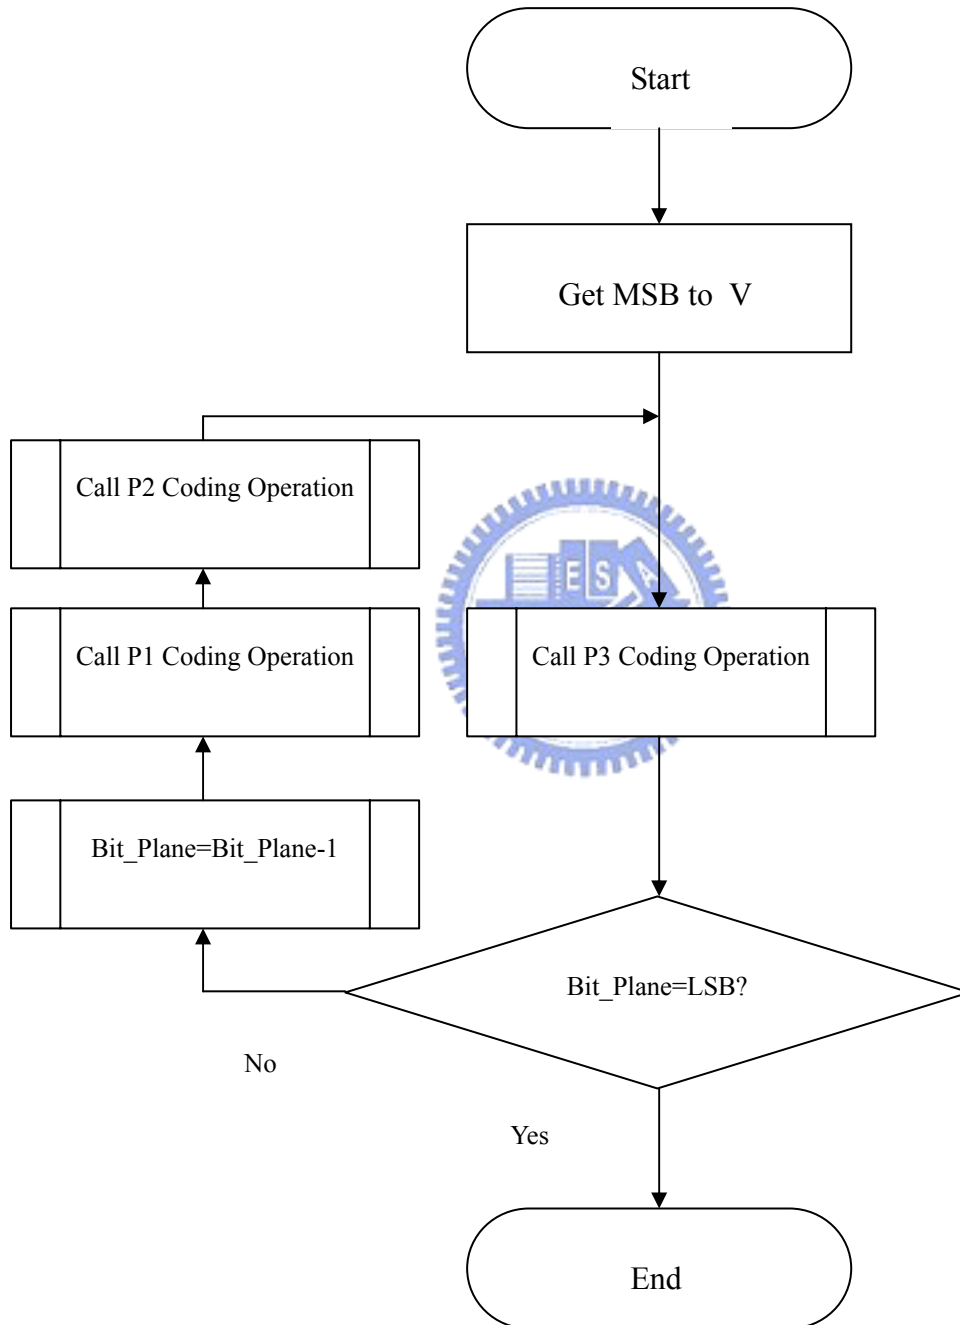 Start
Get MSB to V
Call P2 Coding Operation
Call P1 Coding Operation
Call P3 Coding Operation
Bit_Plane=Bit_Plane-1
Bit_Plane=LSB?
No
Yes
End
E S A